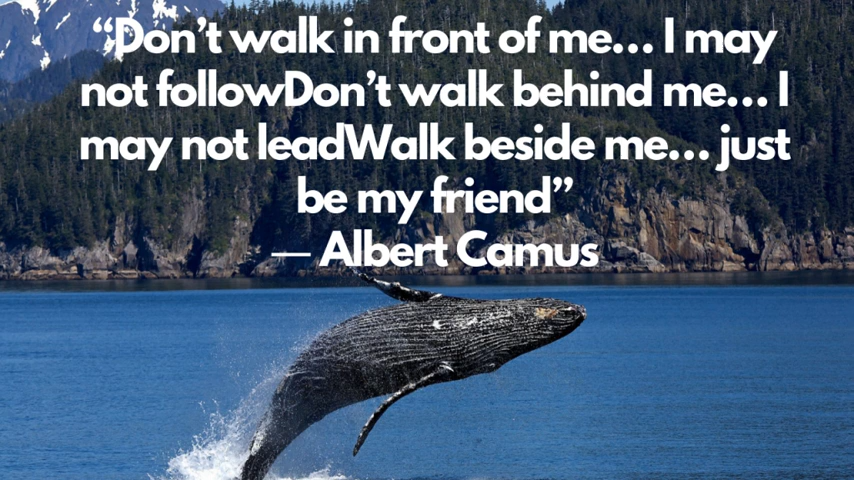 “Don’t walk in front of me… I may
not followDon’t walk behind me… I
may not leadWalk beside me… just
be my friend”
— Albert Camus